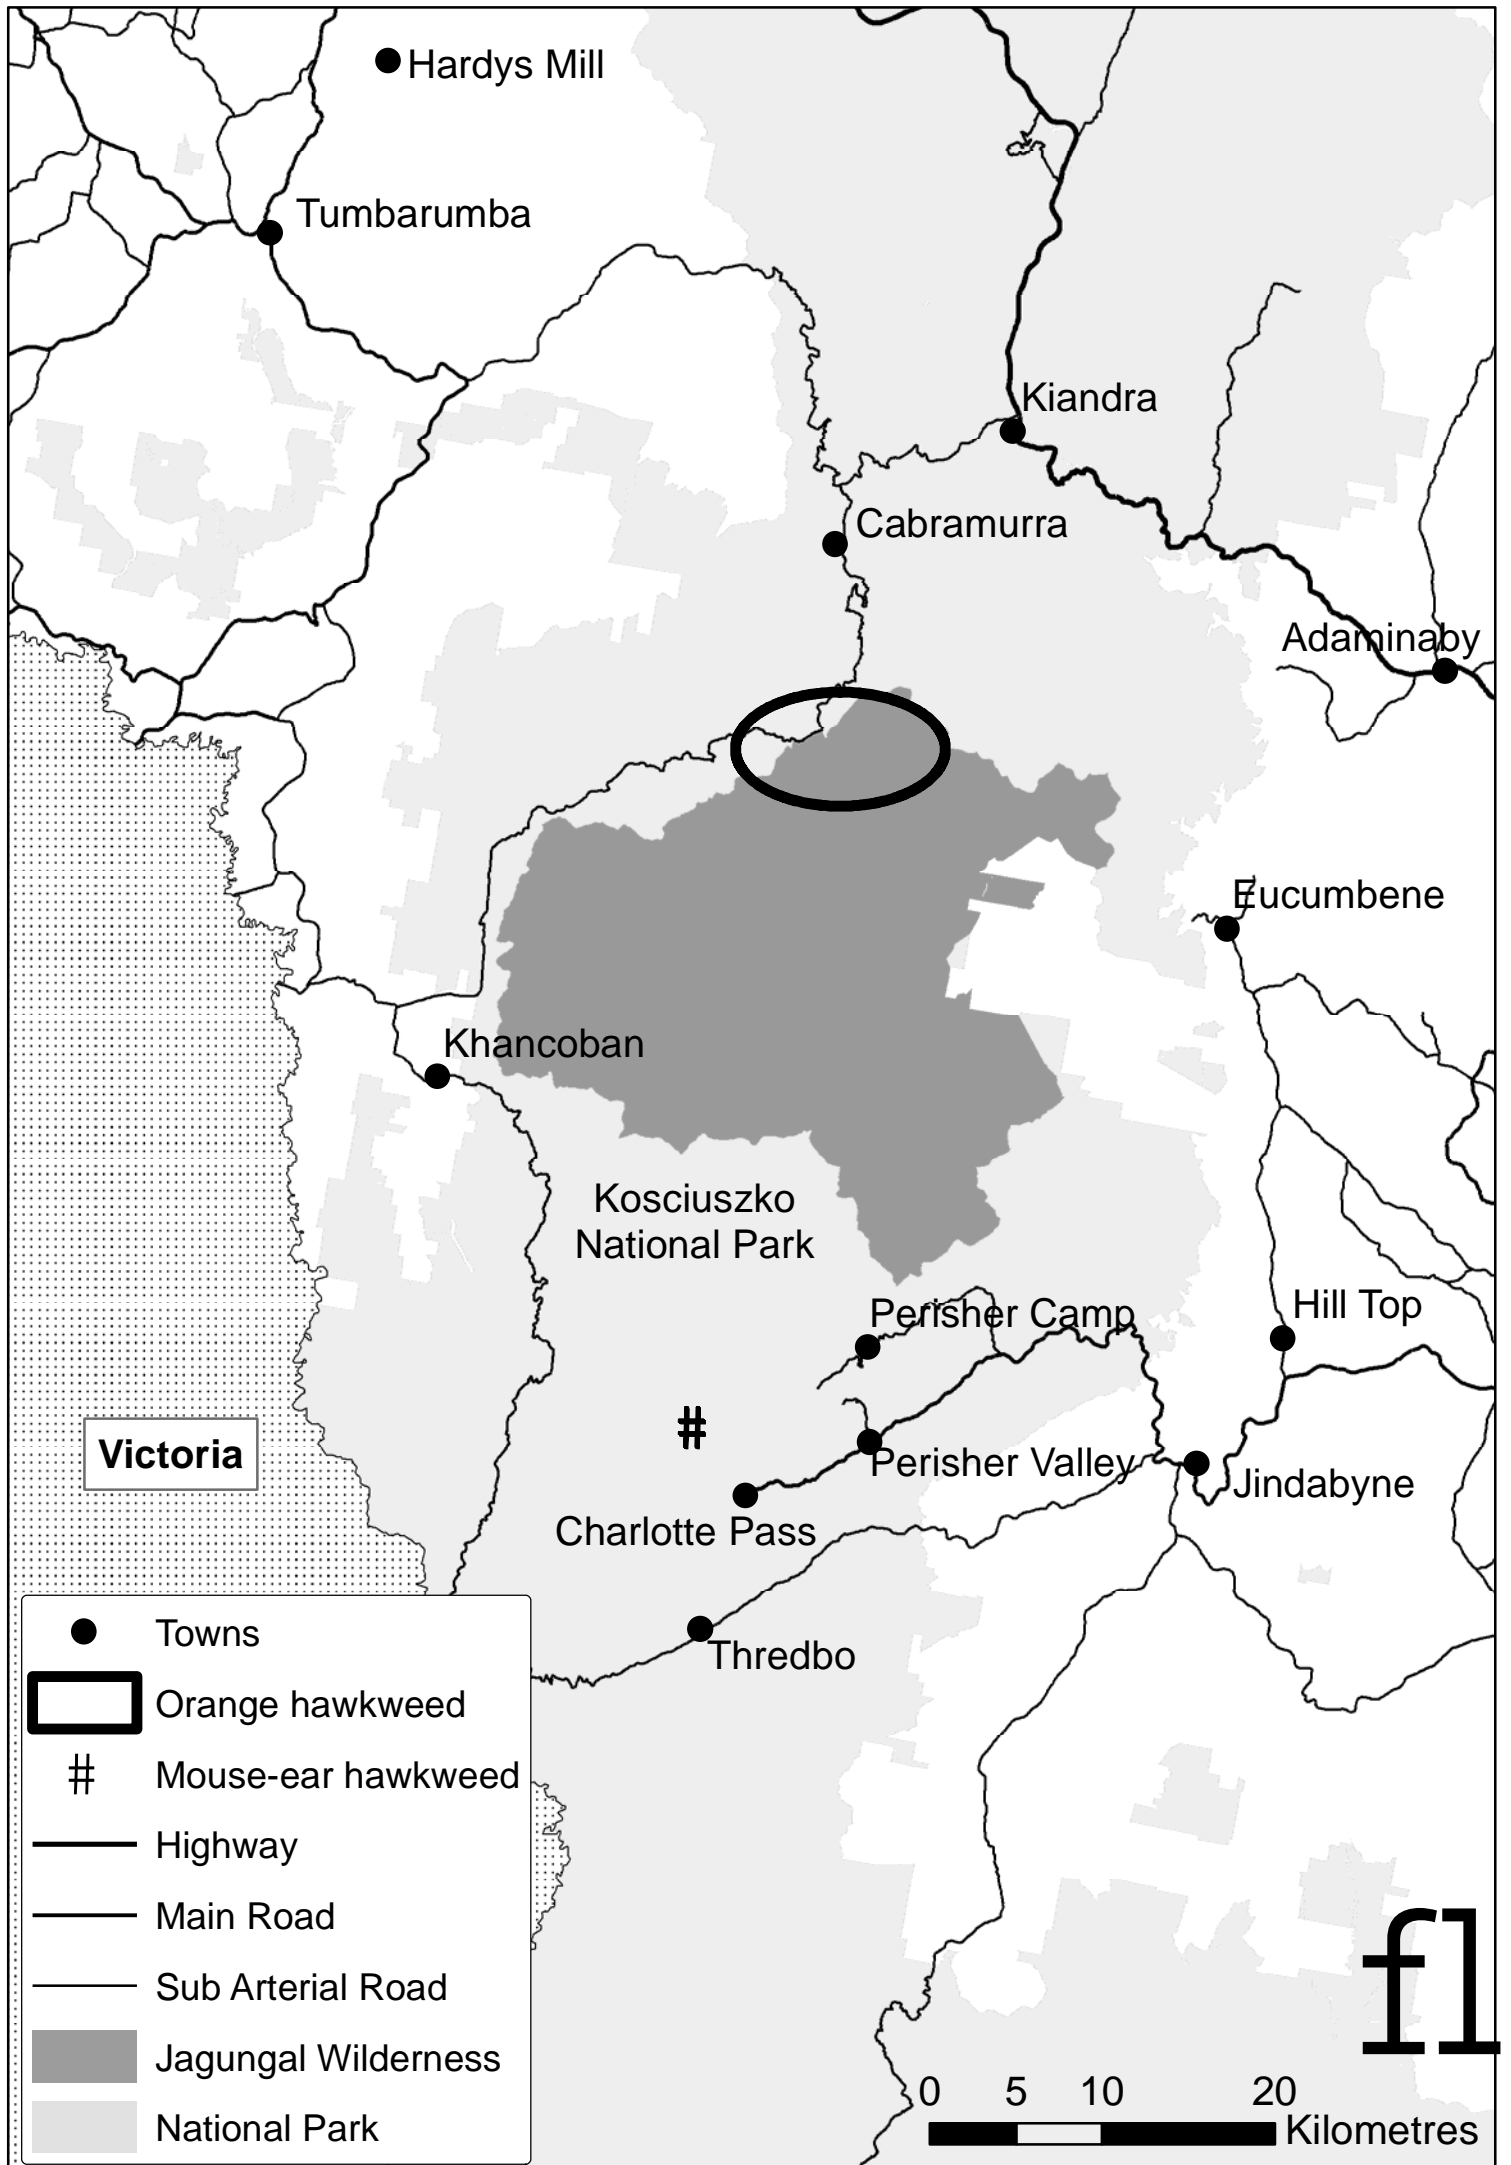 Hardys Mill
Tumbarumba
Kiandra
Cabramurra
Adaminaby
Eucumbene
Khancoban
Kosciuszko
National Park
Perisher Camp
Hill Top
#
Victoria
Perisher Valley
Jindabyne
Charlotte Pass
Thredbo
Towns
Orange hawkweed
# Mouse-ear hawkweed
Highway
Main Road
Sub Arterial Road
Jagungal Wilderness
National Park
fl
0 5 10 20
Kilometres